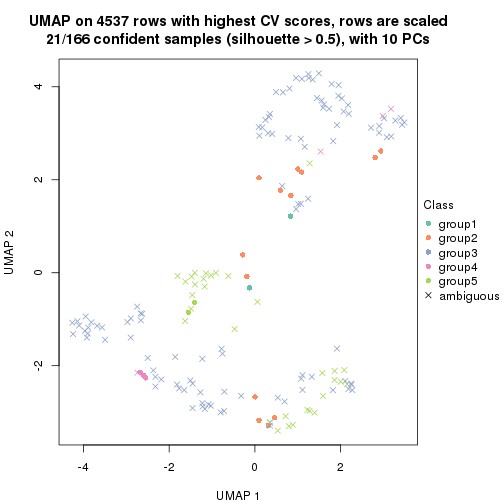 UMAP on 4537 rows with highest CV scores, rows are scaled
21/166 confident samples (silhouette > 0.5), with 10 PCs
4
2
0
-2
UMAP 2
-4
-2
0
2
UMAP 1
Class
group1
group2
group3
group4
group5
ambiguous